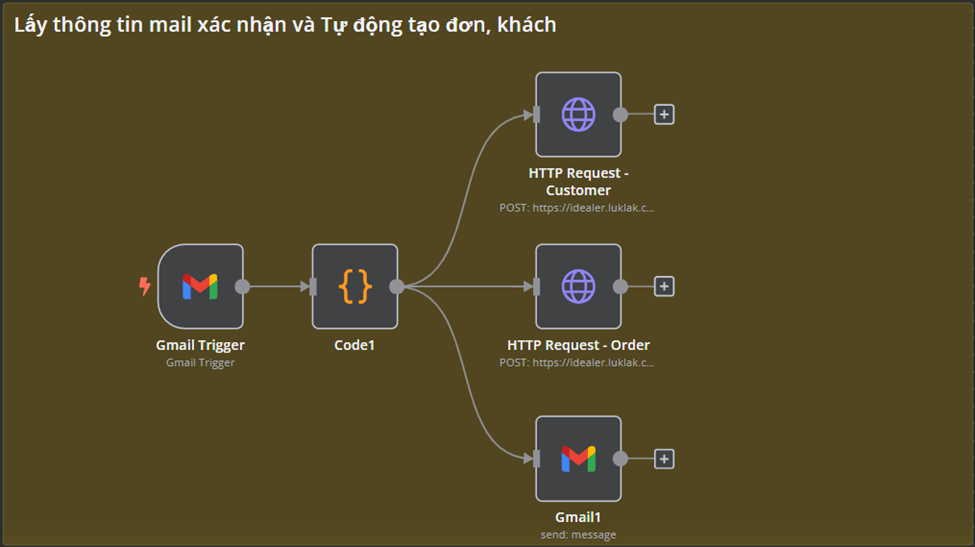 Lấy thông tin mail xác nhận và Tự động tạo đơn, khách
HTTP Request -
Customer
POST: https://idealer.luklak.c...
Gmail Trigger
Gmail Trigger
Code1
HTTP Request - Order
POST: https://idealer.luklak.c...
Gmail1
send: message